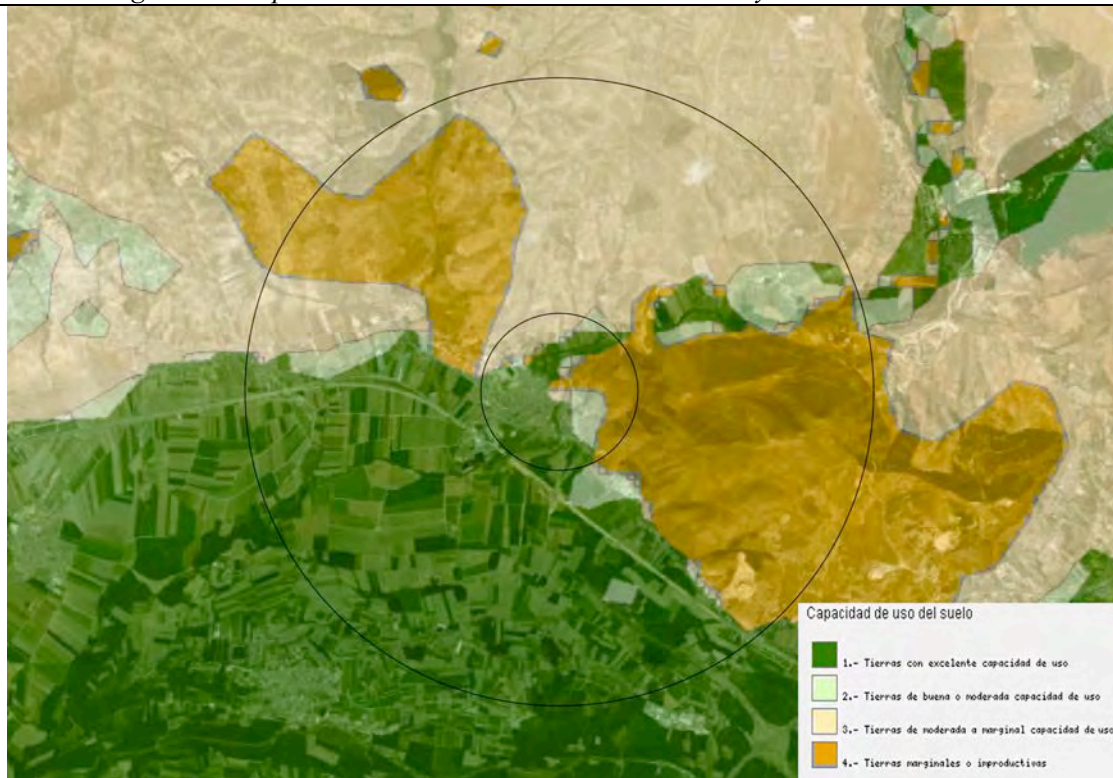 Capacidad de uso del suelo
1.- Tierras con excelente capacidad de uso
2.- Tierras de buena o moderada capacidad de uso
3.- Tierras de moderada a marginal capacidad de uso
4.- Tierras marginales o improductivas